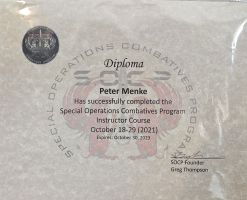 SPECIAL OPERATIONS COMBATIVES PROGRAM
SOCP
Diploma
Peter Menke
Has successfully completed the
Special Operations Combatives Program
Instructor Course
October 18-29 (2021)
Expires: October 30, 2023
SOCP Founder
Greg Thompson